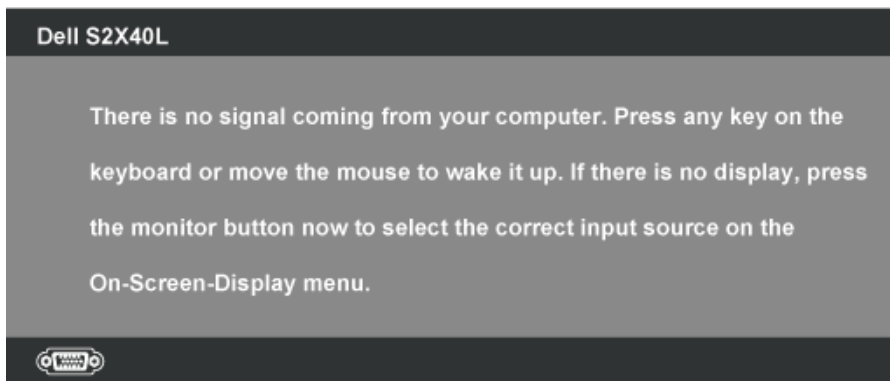 Dell S2X40L
There is no signal coming from your computer. Press any key on the
keyboard or move the mouse to wake it up. If there is no display, press
the monitor button now to select the correct input source on the
On-Screen-Display menu.